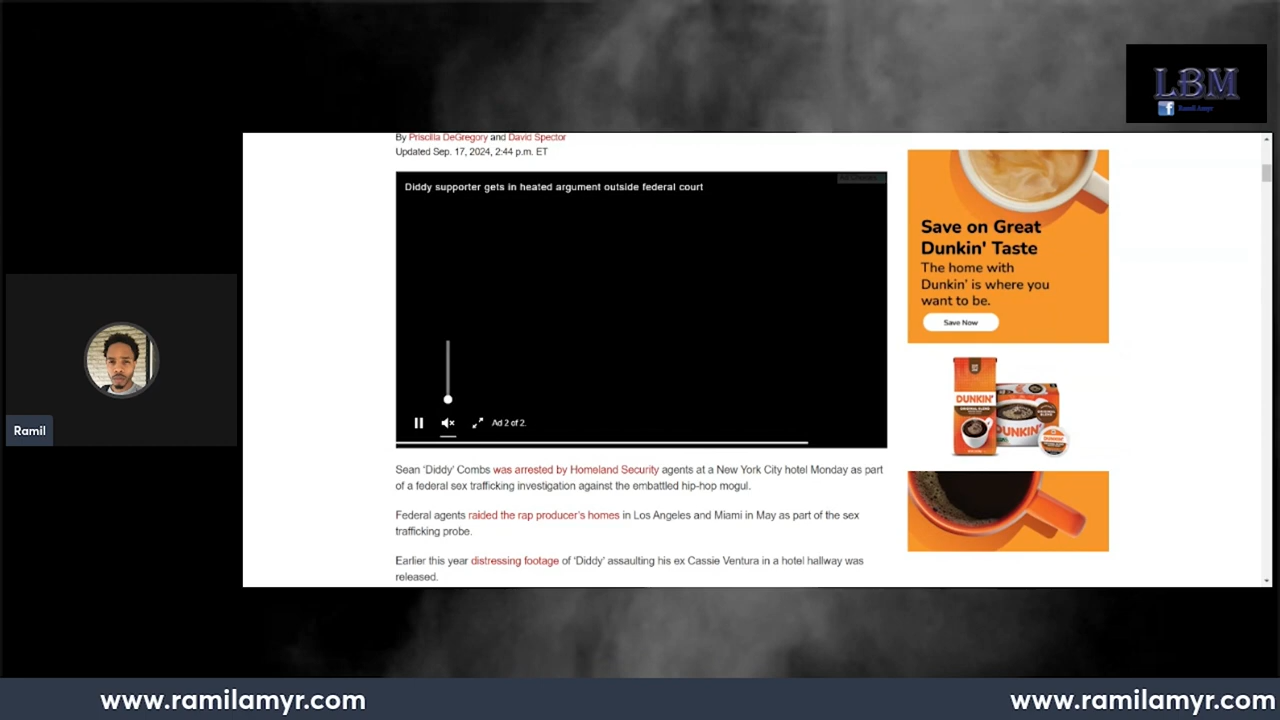 LBM
Ramil Amyr
By Priscilla DeGregory and David Spector
Updated Sep. 17, 2024, 2:44 p.m. ET
Diddy supporter gets in heated argument outside federal court
Ad 2 of 2.
Sean 'Diddy' Combs was arrested by Homeland Security agents at a New York City hotel Monday as part
of a federal sex trafficking investigation against the embattled hip-hop mogul.
Federal agents raided the rap producer's homes in Los Angeles and Miami in May as part of the sex
trafficking probe.
Earlier this year distressing footage of 'Diddy' assaulting his ex Cassie Ventura in a hotel hallway was
released.
Save on Great
Dunkin' Taste
The home with
Dunkin' is where you
want to be.
Save Now
DUNKIN'
ORIGINAL BLEND
DUNKIN'
Ramil
www.ramilamyr.com
www.ramilamyr.com